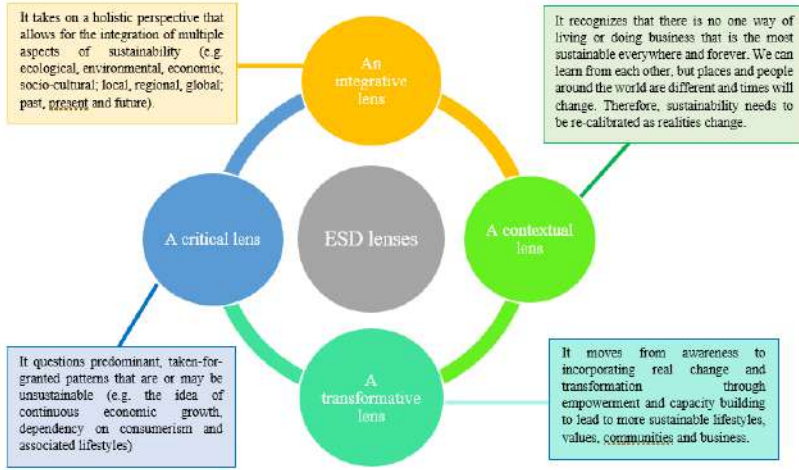 It takes on a holistic perspective that
allows for the integration of multiple
aspects of sustainability (e.g.
ecological, environmental, economic,
socio-cultural; local, regional, global;
past, present and future).
It recognizes that there is no one way of
living or doing business that is the most
sustainable everywhere and forever. We can
learn from each other, but places and people
around the world are different and times will
change. Therefore, sustainability needs to
be re-calibrated as realities change.
An
integrative
lens
A critical lens
ESD lenses
A contextual
lens
A
transformative
lens
It questions predominant, taken-for-
granted patterns that are or may be
unsustainable (e.g. the idea of
continuous economic growth,
dependency on consumerism and
associated lifestyles)
It moves from awareness to
incorporating real change and
transformation through
empowerment and capacity building
to lead to more sustainable lifestyles,
values, communities and business.